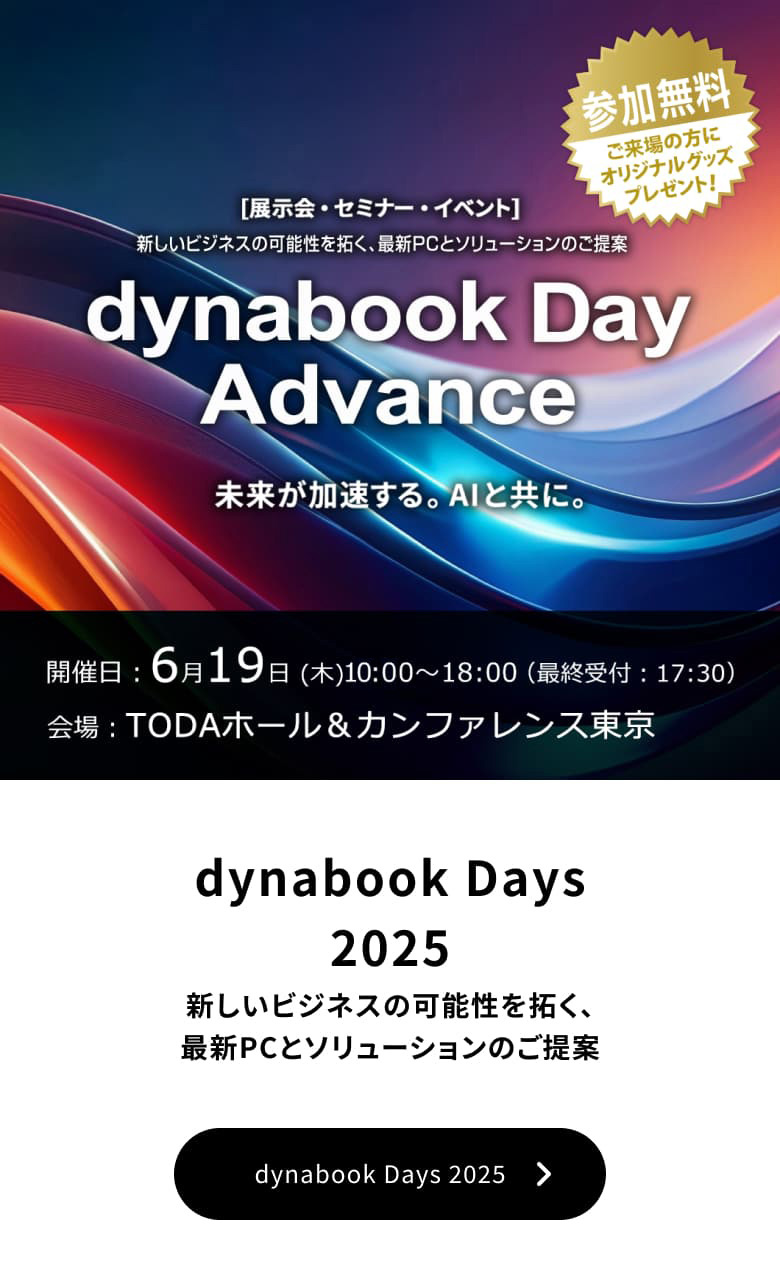 参加無料
ご来場の方に
オリジナルグッズ
プレゼント!
[展示会・セミナー・イベント]
新しいビジネスの可能性を拓く、最新PCとソリューションのご提案
dynabook Day
Advance
未来が加速する。AIと共に。
開催日：6月19日 (木)10:00～18:00（最終受付：17:30）
会場：TODAホール＆カンファレンス東京
dynabook Days
2025
新しいビジネスの可能性を拓く、
最新PCとソリューションのご提案
dynabook Days 2025